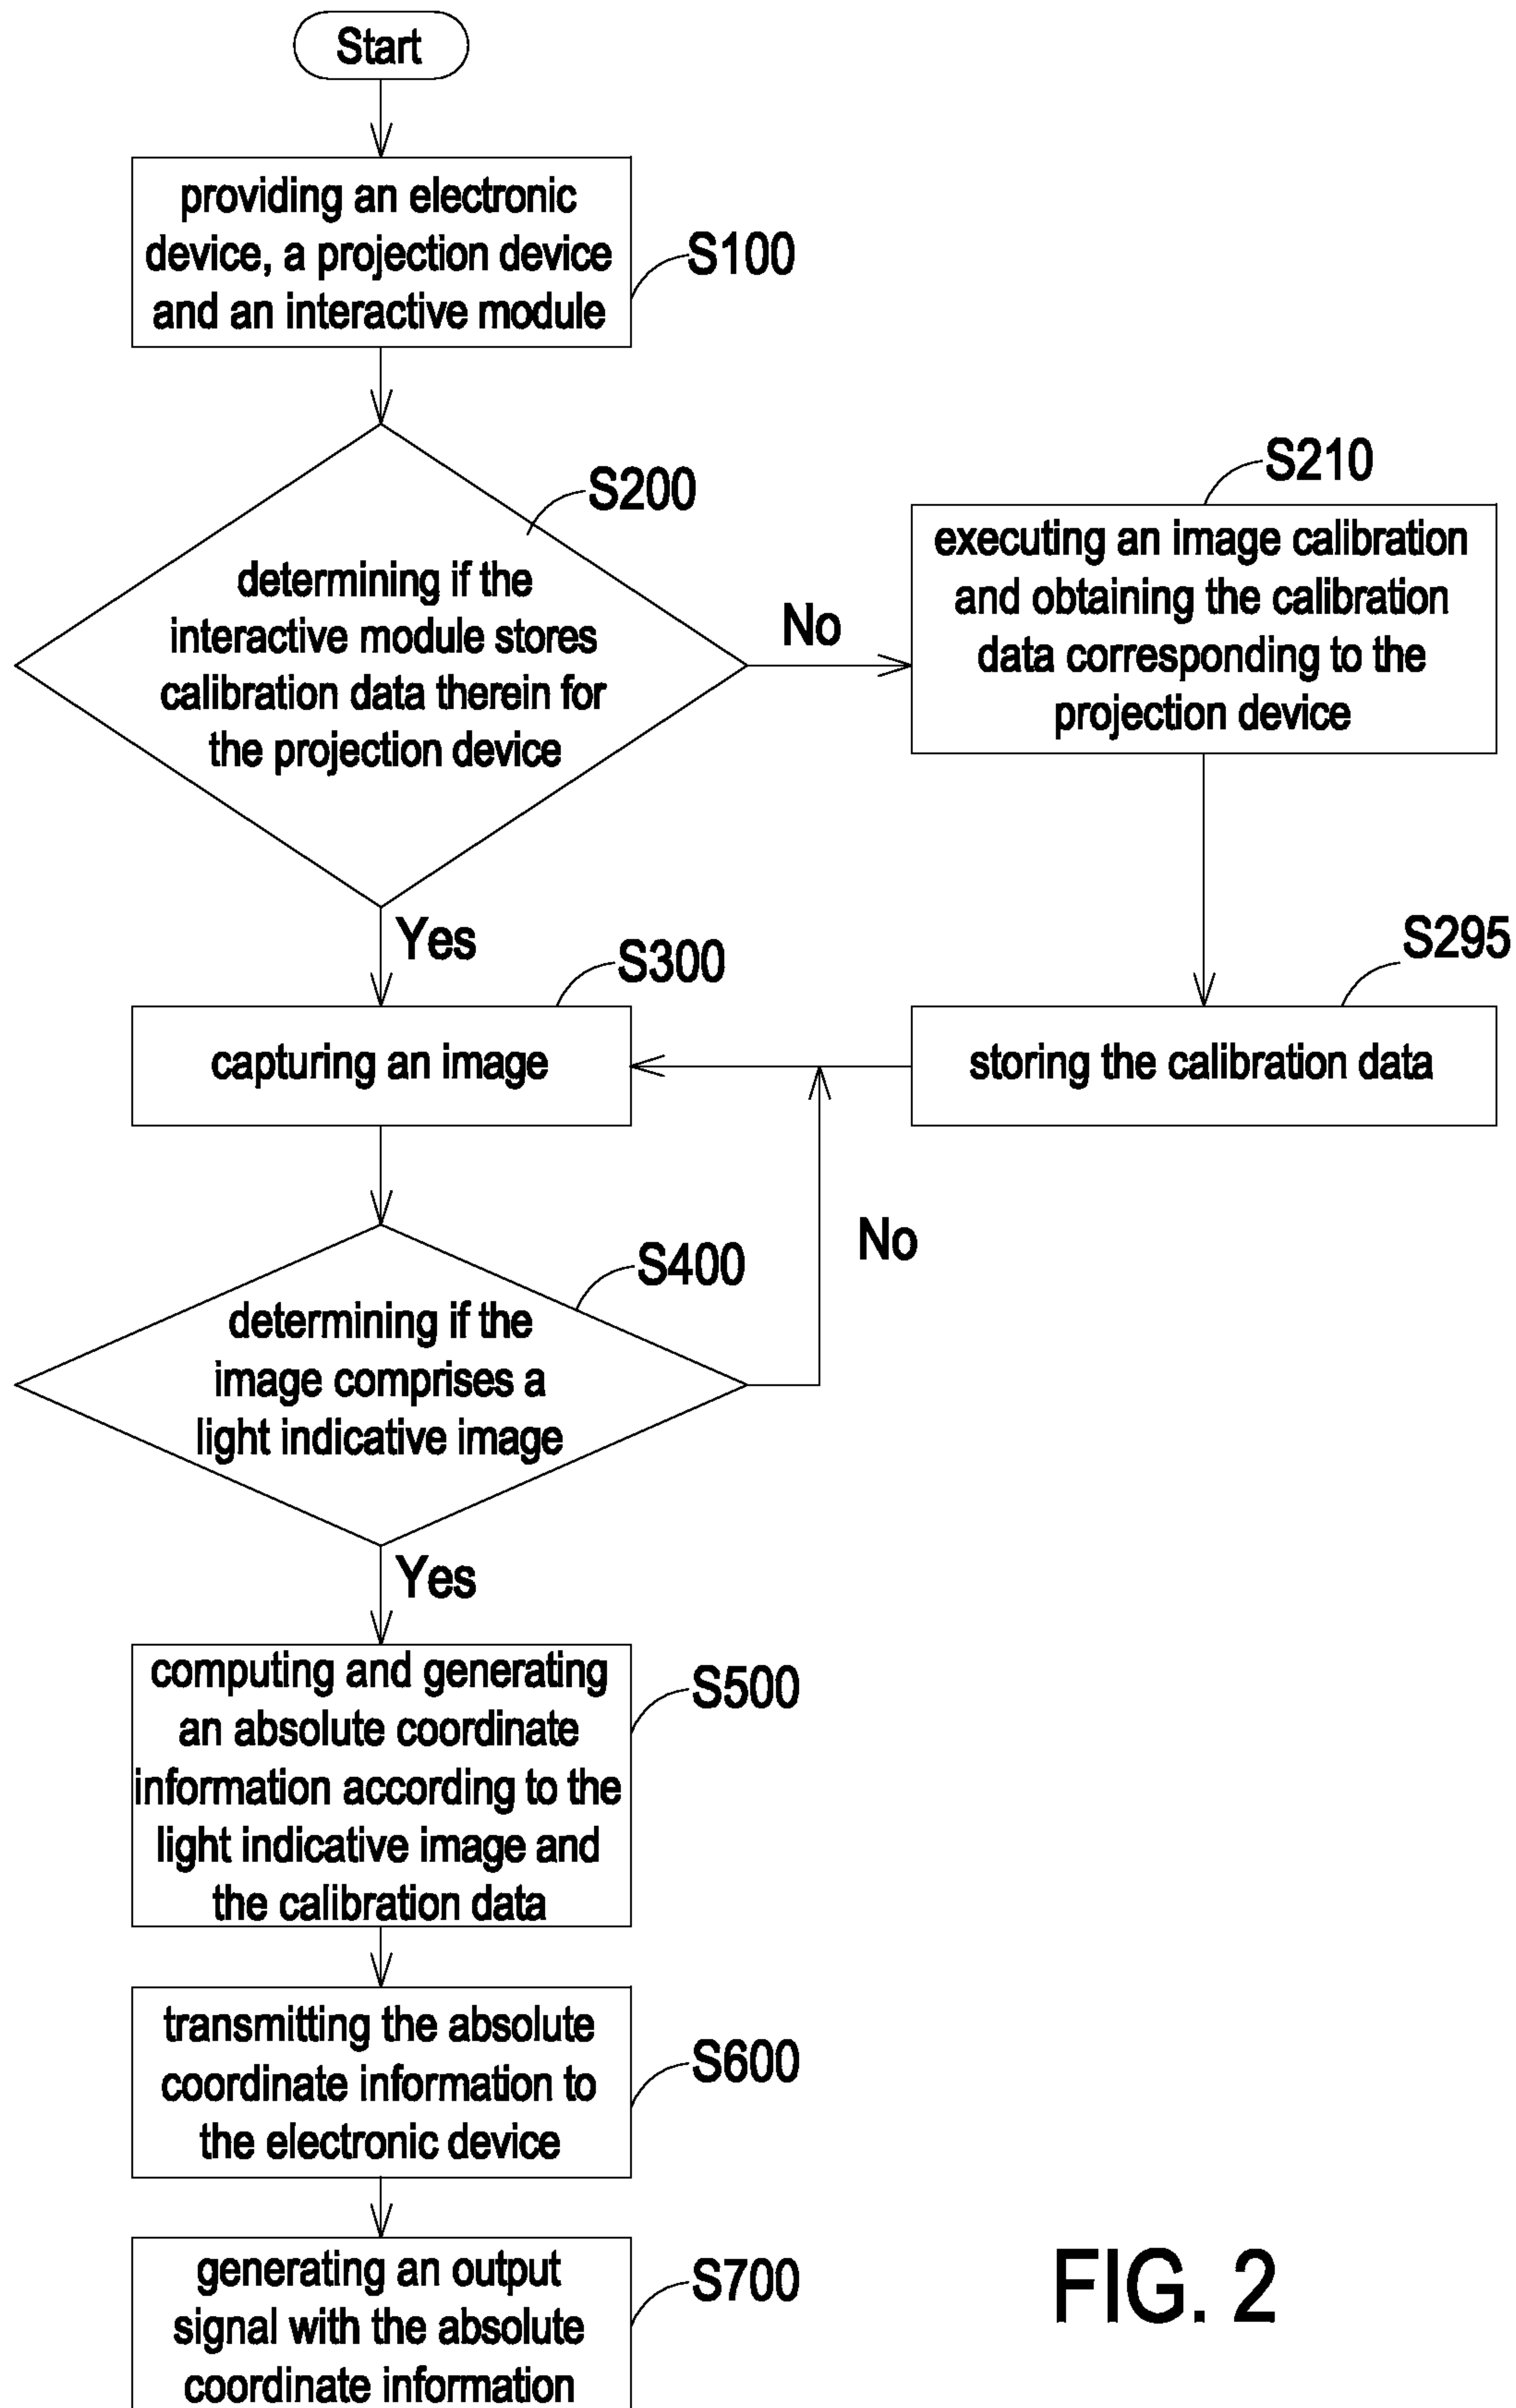 Start
providing an electronic
device, a projection device
and an interactive module
S100
S200
determining if the
interactive module stores
calibration data therein for
the projection device
No
S210
executing an image calibration
and obtaining the calibration
data corresponding to the
projection device
Yes
S300
capturing an image
S295
storing the calibration data
No
S400
determining if the
image comprises a
light indicative image
Yes
computing and generating
an absolute coordinate
information according to the
light indicative image and
the calibration data
S500
transmitting the absolute
coordinate information to
the electronic device
S600
generating an output
signal with the absolute
coordinate information
S700
FIG. 2